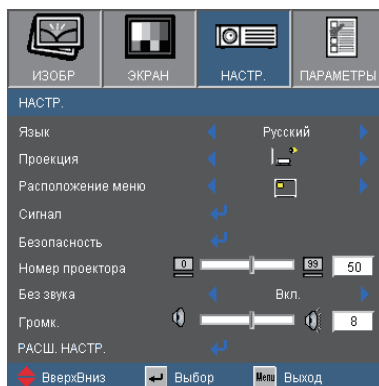 ИЗОБР ЭКРАН НАСТР. ПАРАМЕТРЫ
НАСТР.
Язык Русский
Проекция
Расположение меню
Сигнал
Безопасность
Номер проектора 0 99 50
Без звука Вкл.
Громк. 8
РАСШ. НАСТР.
ВверхВниз Выбор Menu Выход